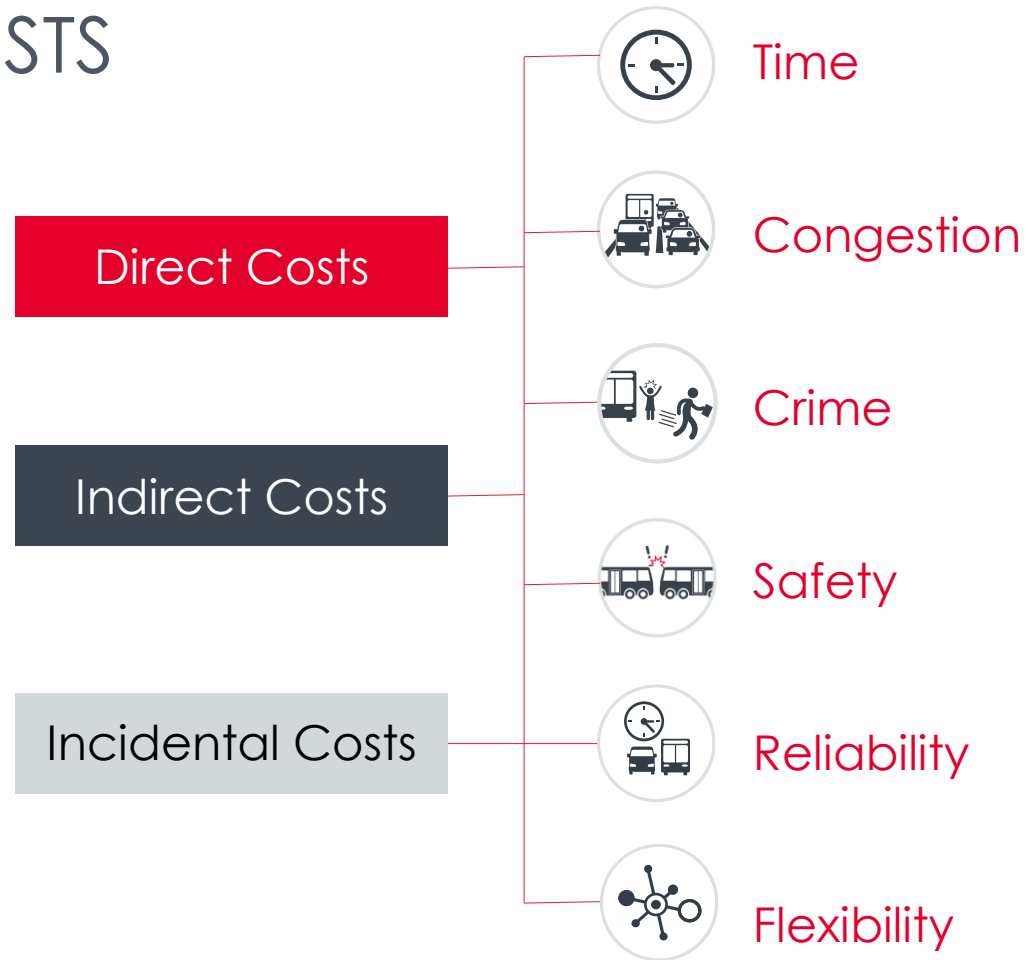 STS
Direct Costs
Indirect Costs
Incidental Costs
Time
Congestion
Crime
Safety
Reliability
Flexibility